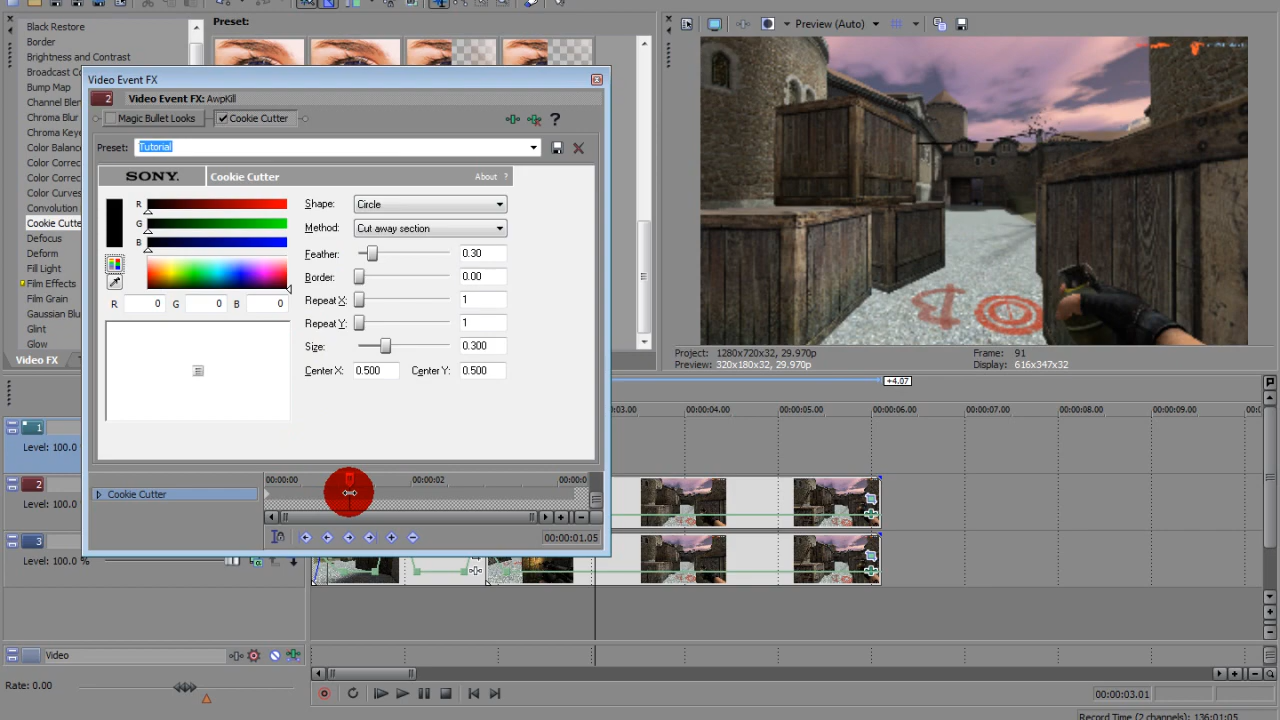 Black Restore
Border
Brightness and Contrast
Broadcast Co
Bump Map
Channel Blen
Chroma Blur
Chroma Keye
Color Balance
Color Correc
Color Correc
Color Curves
Convolution
Cookie Cutte
Defocus
Deform
Fill Light
Film Effects
Film Grain
Gaussian Blu
Glint
Glow
Video FX
Preset:
Video Event FX
2 Video Event FX: AwpKill
Magic Bullet Looks
Cookie Cutter
?
Preset: Tutorial
SONY. Cookie Cutter About ?
R
G
B
R 0 G 0 B 0
Shape: Circle
Method: Cut away section
Feather: 0.30
Border: 0.00
Repeat X: 1
Repeat Y: 1
Size: 0.300
Center X: 0.500 Center Y: 0.500
00:00:00 00:00:02 00:00:0
Cookie Cutter
00:00:01.05
Preview (Auto)
Project: 1280x720x32, 29.970p Frame: 91
Preview: 320x180x32, 29.970p Display: 616x347x32
+4.07
:03.00 00:00:04.00 00:00:05.00 00:00:06.00 00:00:07.00 00:00:08.00 00:00:09.00 00:0
1
Level: 100.0
2
Level: 100.0
3
Level: 100.0 %
Video
Rate: 0.00
00:00:03.01
Record Time (2 channels): 136:01:05